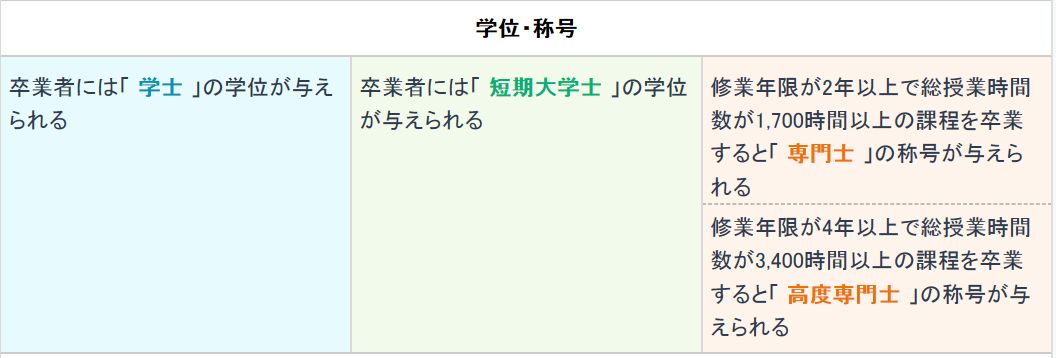 学位・称号
卒業者には「 学士 」の学位が与え
られる
卒業者には「 短期大学士 」の学位
が与えられる
修業年限が2年以上で総授業時間
数が1,700時間以上の課程を卒業
すると「 専門士 」の称号が与えら
れる
修業年限が4年以上で総授業時間
数が3,400時間以上の課程を卒業
すると「 高度専門士 」の称号が与
えられる